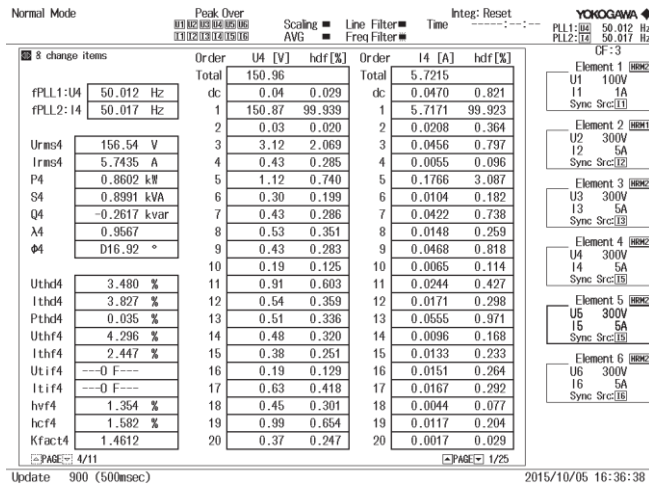 Normal Mode Peak Over Scaling Line Filter Time Integ: Reset YOKOGAWA
U1 U2 U3 U4 U5 U6 AVG Freq Filter -----:--:-- PLL1:U4 50.012 Hz
I1 I2 I3 I4 I5 I6 PLL2:I4 50.017 Hz
8 change items CF:3
Order U4 [V] hdf[%] Order I4 [A] hdf[%]
Total 150.96 Total 5.7215
fPLL1:U4 50.012 Hz dc 0.04 0.029 dc 0.0470 0.821
fPLL2:I4 50.017 Hz 1 150.87 99.939 1 5.7171 99.923
2 0.03 0.020 2 0.0208 0.364
Urms4 156.54 V 3 3.12 2.069 3 0.0456 0.797
Irms4 5.7435 A 4 0.43 0.285 4 0.0055 0.096
P4 0.8602 kW 5 1.12 0.740 5 0.1766 3.087
S4 0.8991 kVA 6 0.30 0.199 6 0.0104 0.182
Q4 -0.2617 kvar 7 0.43 0.286 7 0.0422 0.738
λ4 0.9567 8 0.53 0.351 8 0.0148 0.259
Φ4 D16.92 ° 9 0.43 0.283 9 0.0468 0.818
10 0.19 0.125 10 0.0065 0.114
Uthd4 3.480 % 11 0.91 0.603 11 0.0244 0.427
Ithd4 3.827 % 12 0.54 0.359 12 0.0171 0.298
Pthd4 0.035 % 13 0.51 0.336 13 0.0555 0.971
Uthf4 4.296 % 14 0.48 0.320 14 0.0096 0.168
Ithf4 2.447 % 15 0.38 0.251 15 0.0133 0.233
Utif4 ---O F--- 16 0.19 0.129 16 0.0151 0.264
Itif4 ---O F--- 17 0.63 0.418 17 0.0167 0.292
hvf4 1.354 % 18 0.45 0.301 18 0.0044 0.077
hcf4 1.582 % 19 0.99 0.654 19 0.0117 0.204
Kfact4 1.4612 20 0.37 0.247 20 0.0017 0.029
PAGE 4/11 PAGE 1/25
Element 1 HRM1
U1 100V
I1 1A
Sync Src:I1
Element 2 HRM1
U2 300V
I2 5A
Sync Src:I2
Element 3 HRM2
U3 300V
I3 5A
Sync Src:I3
Element 4 HRM2
U4 300V
I4 5A
Sync Src:I5
Element 5 HRM2
U5 300V
I5 5A
Sync Src:I5
Element 6 HRM2
U6 300V
I6 5A
Sync Src:I6
Update 900 (500msec) 2015/10/05 16:36:38